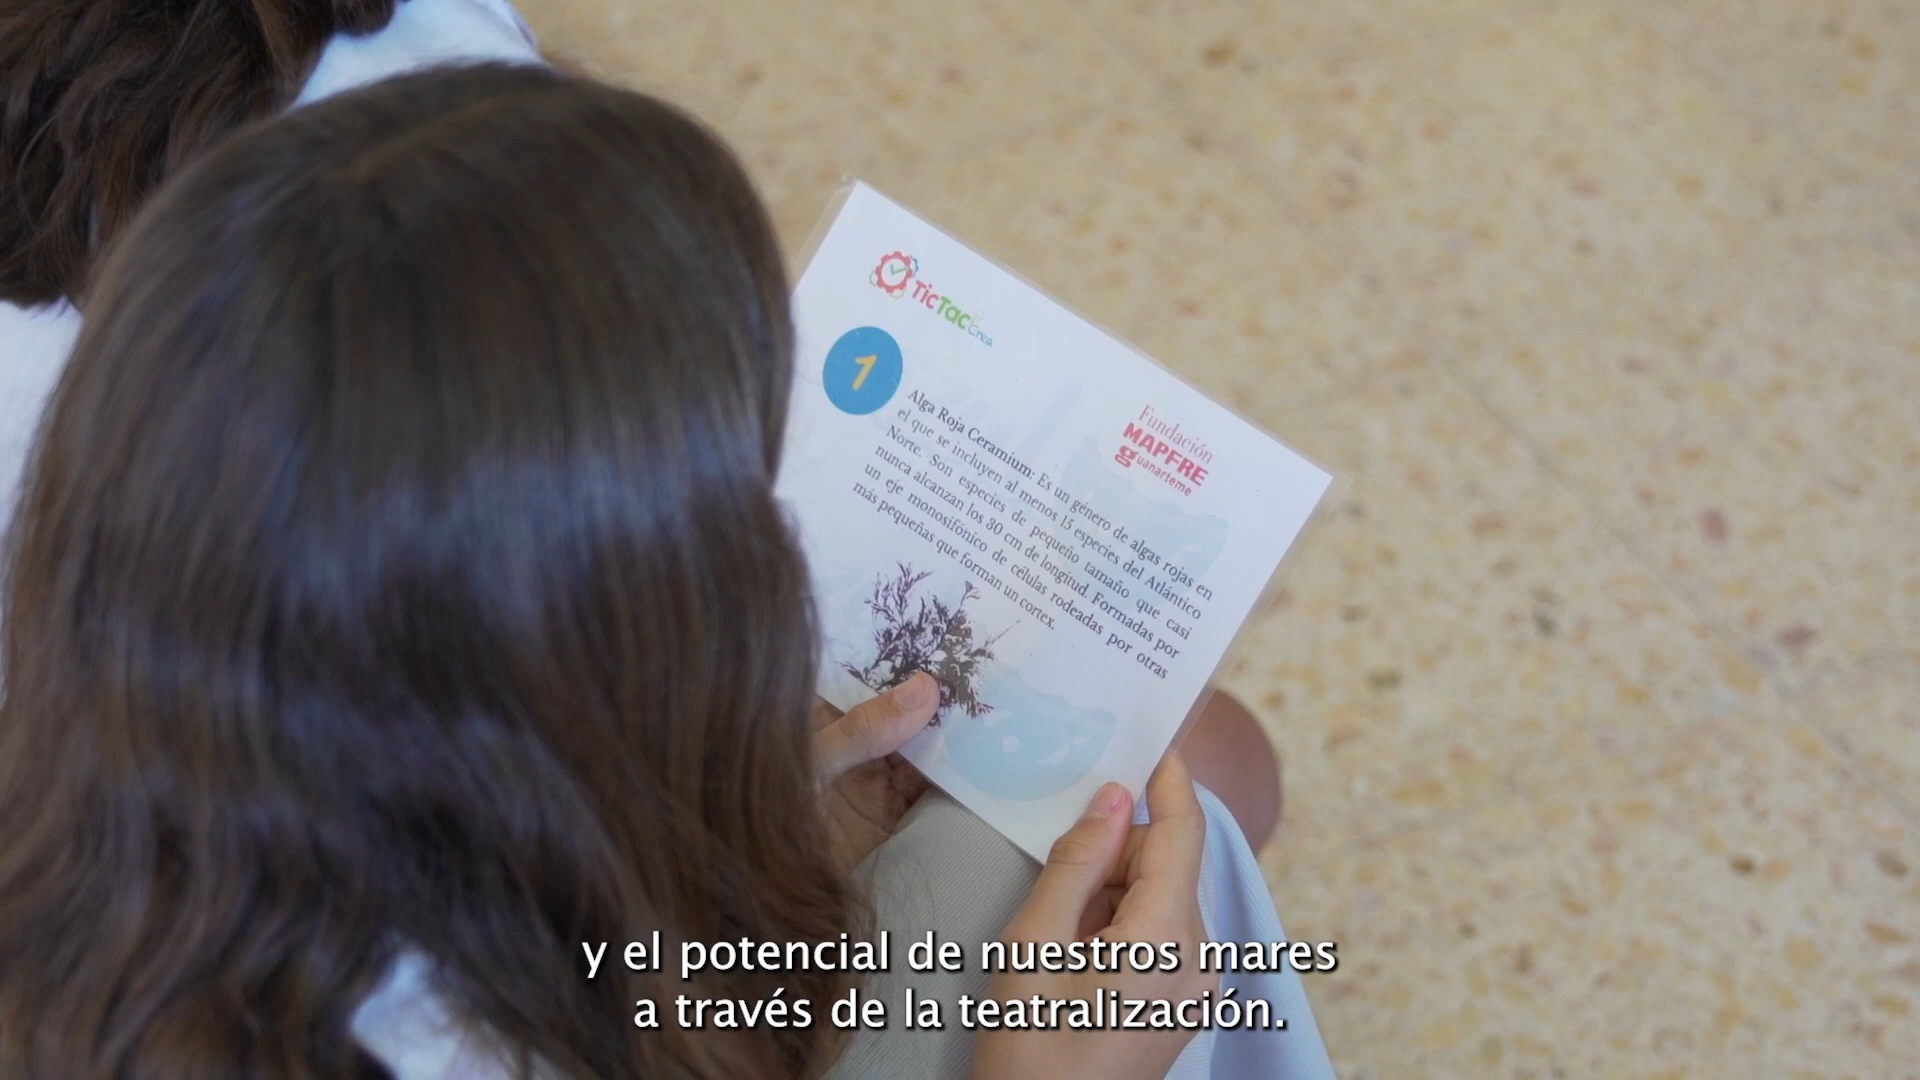 TicTac Crea
1
Fundación
MAPFRE
guanarteme
Alga Roja Ceramium: Es un género de algas rojas en
el que se incluyen al menos 15 especies del Atlántico
Norte. Son especies de pequeño tamaño que casi
nunca alcanzan los 30 cm de longitud. Formadas por
un eje monosifónico de células rodeadas por otras
más pequeñas que forman un cortex.
y el potencial de nuestros mares
a través de la teatralización.